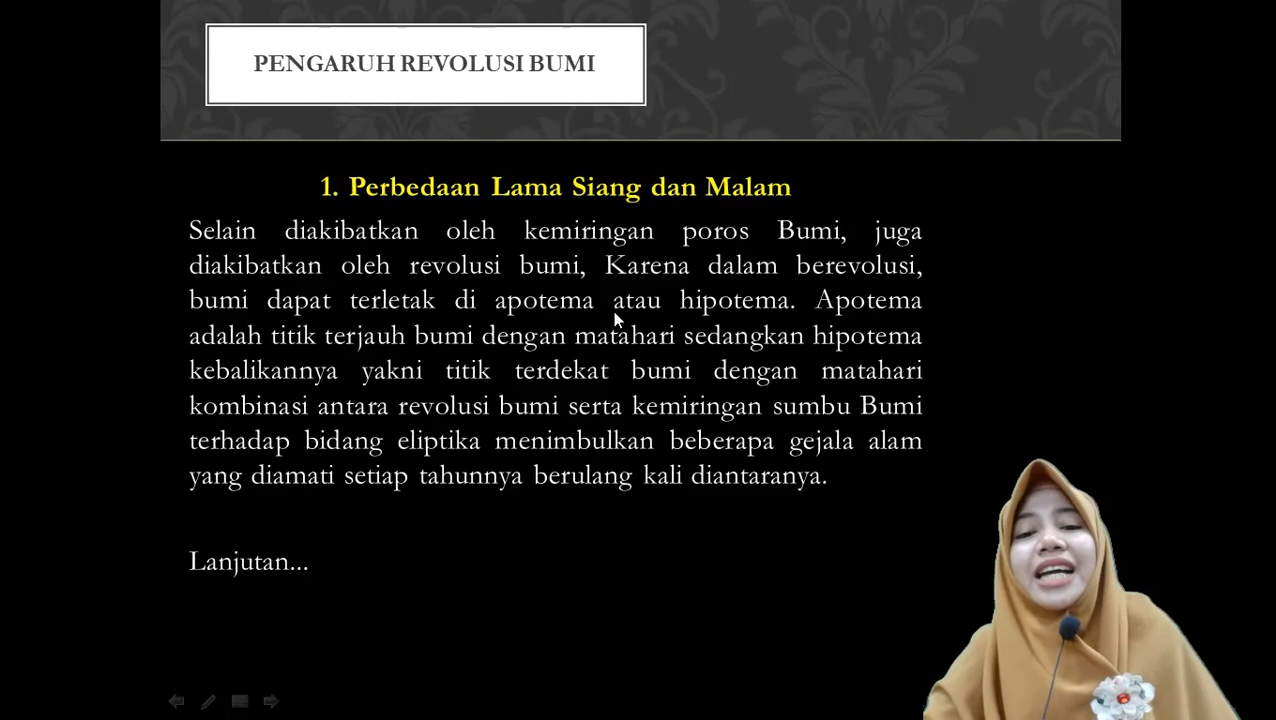 PENGARUH REVOLUSI BUMI
1. Perbedaan Lama Siang dan Malam
Selain diakibatkan oleh kemiringan poros Bumi, juga
diakibatkan oleh revolusi bumi, Karena dalam berevolusi,
bumi dapat terletak di apotema atau hipotema. Apotema
adalah titik terjauh bumi dengan matahari sedangkan hipotema
kebalikannya yakni titik terdekat bumi dengan matahari
kombinasi antara revolusi bumi serta kemiringan sumbu Bumi
terhadap bidang eliptika menimbulkan beberapa gejala alam
yang diamati setiap tahunnya berulang kali diantaranya.
Lanjutan...